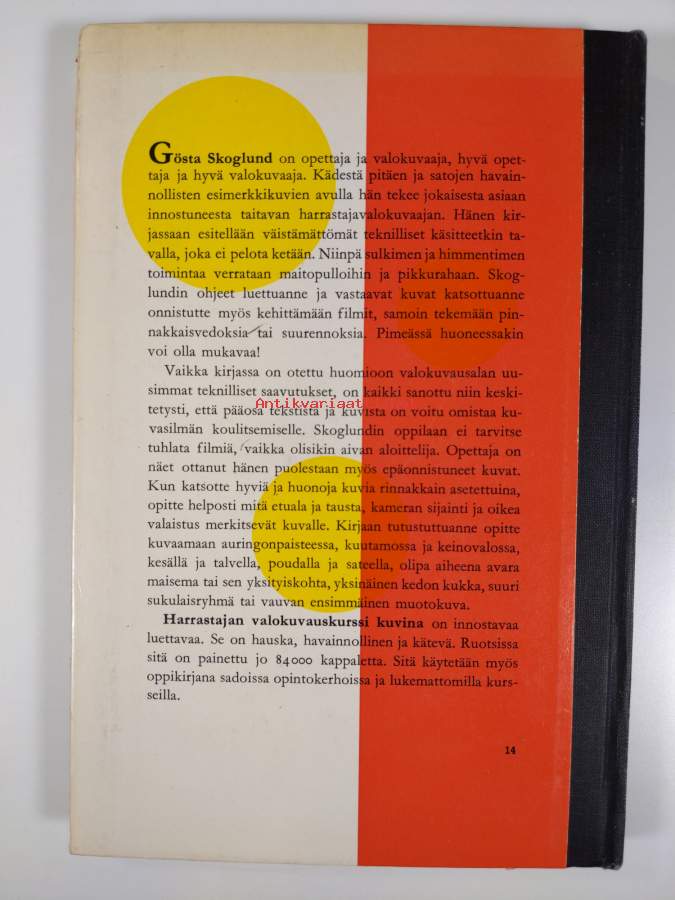 Gösta Skoglund on opettaja ja valokuvaaja, hyvä opet-
taja ja hyvä valokuvaaja. Kädestä pitäen ja satojen havain-
nollisten esimerkkikuvien avulla hän tekee jokaisesta asiaan
innostuneesta taitavan harrastajavalokuvaajan. Hänen kir-
jassaan esitellään väistämättömät teknilliset käsitteetkin ta-
valla, joka ei pelota ketään. Niinpä sulkimen ja himmentimen
toimintaa verrataan maitopulloihin ja pikkurahaan. Skog-
lundin ohjeet luettuanne ja vastaavat kuvat katsottuanne
onnistutte myös kehittämään filmit, samoin tekemään pin-
nakkaisvedoksia tai suurennoksia. Pimeässä huoneessakin
voi olla mukavaa!
Vaikka kirjassa on otettu huomioon valokuvausalan uu-
simmat teknilliset saavutukset, on kaikki sanottu niin keski-
Antikvariaat
tetysti, että pääosa tekstistä ja kuvista on voitu omistaa ku-
vasilmän koulitsemiselle. Skoglundin oppilaan ei tarvitse
tuhlata filmiä, vaikka olisikin aivan aloittelija. Opettaja on
näet ottanut hänen puolestaan myös epäonnistuneet kuvat.
Kun katsotte hyviä ja huonoja kuvia rinnakkain asetettuina,
opitte helposti mitä etuala ja tausta, kameran sijainti ja oikea
valaistus merkitsevät kuvalle. Kirjaan tutustuttuanne opitte
kuvaamaan auringonpaisteessa, kuutamossa ja keinovalossa,
kesällä ja talvella, poudalla ja sateella, olipa aiheena avara
maisema tai sen yksityiskohta, yksinäinen kedon kukka, suuri
sukulaisryhmä tai vauvan ensimmäinen muotokuva.
Harrastajan valokuvauskurssi kuvina on innostavaa
luettavaa. Se on hauska, havainnollinen ja kätevä. Ruotsissa
sitä on painettu jo 84000 kappaletta. Sitä käytetään myös
oppikirjana sadoissa opintokerhoissa ja lukemattomilla kurs-
seilla.
14